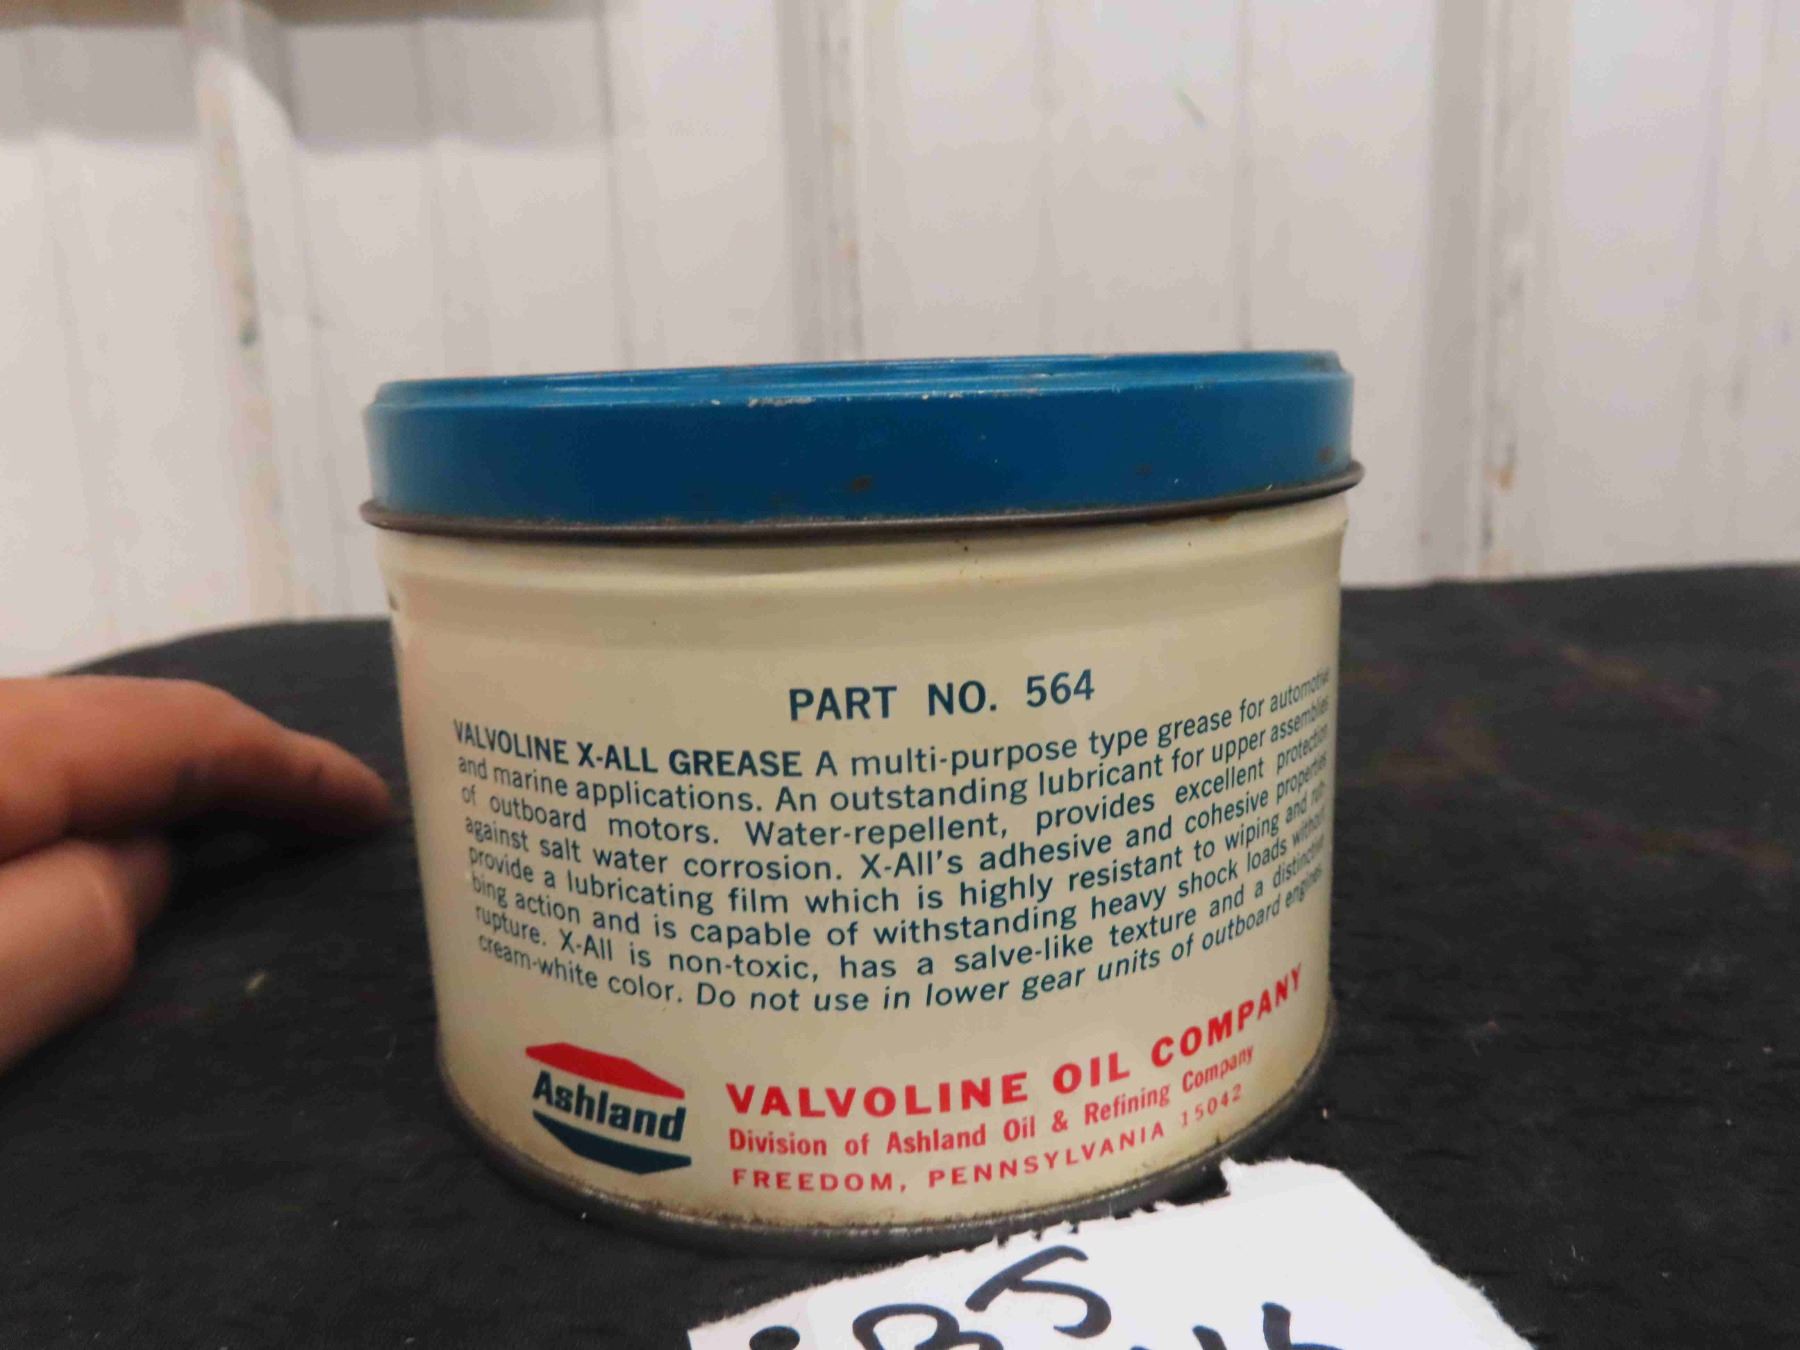 PART NO. 564
VALVOLINE X-ALL GREASE A multi-purpose type grease for automotive
and marine applications. An outstanding lubricant for upper assemblies
of outboard motors. Water-repellent, provides excellent protection
against salt water corrosion. X-All's adhesive and cohesive properties
provide a lubricating film which is highly resistant to wiping and rub-
bing action and is capable of withstanding heavy shock loads without
rupture. X-All is non-toxic, has a salve-like texture and a distinctive
cream-white color. Do not use in lower gear units of outboard engines.
Ashland
VALVOLINE OIL COMPANY
Division of Ashland Oil & Refining Company
FREEDOM, PENNSYLVANIA 15042